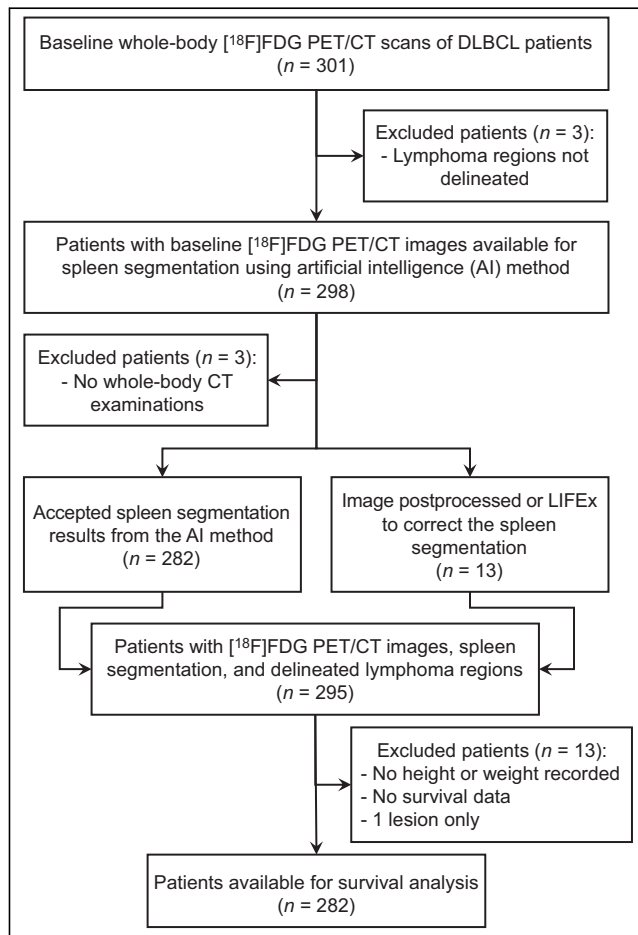 Baseline whole-body [¹⁸F]FDG PET/CT scans of DLBCL patients
(n = 301)
Excluded patients (n = 3):
- Lymphoma regions not
delineated
Patients with baseline [¹⁸F]FDG PET/CT images available for
spleen segmentation using artificial intelligence (AI) method
(n = 298)
Excluded patients (n = 3):
- No whole-body CT
examinations
Accepted spleen segmentation
results from the AI method
(n = 282)
Image postprocessed or LIFEx
to correct the spleen
segmentation
(n = 13)
Patients with [¹⁸F]FDG PET/CT images, spleen
segmentation, and delineated lymphoma regions
(n = 295)
Excluded patients (n = 13):
- No height or weight recorded
- No survival data
- 1 lesion only
Patients available for survival analysis
(n = 282)